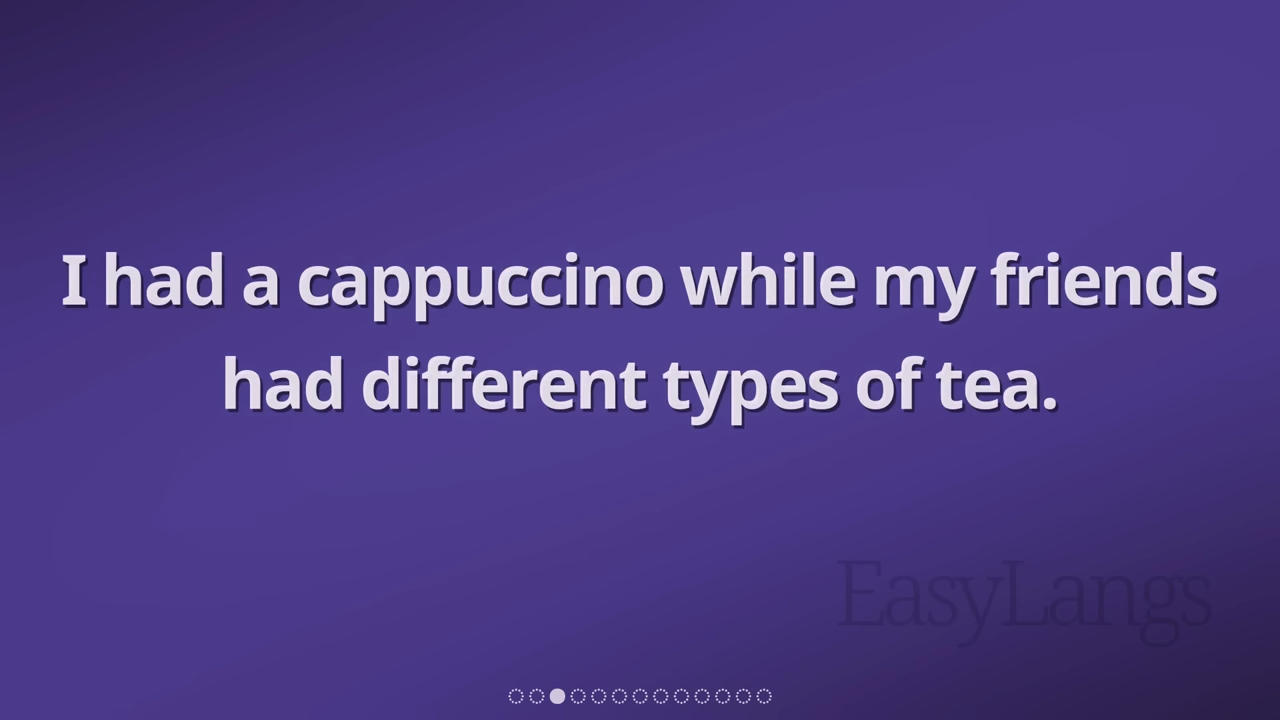 I had a cappuccino while my friends
had different types of tea.
EasyLangs